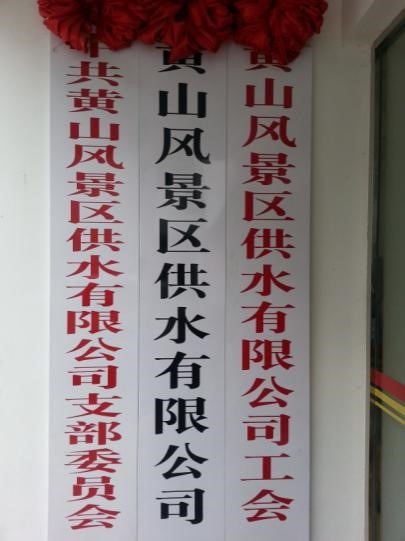 中共黄山风景区供水有限公司支部委员会
黄山风景区供水有限公司
黄山风景区供水有限公司工会